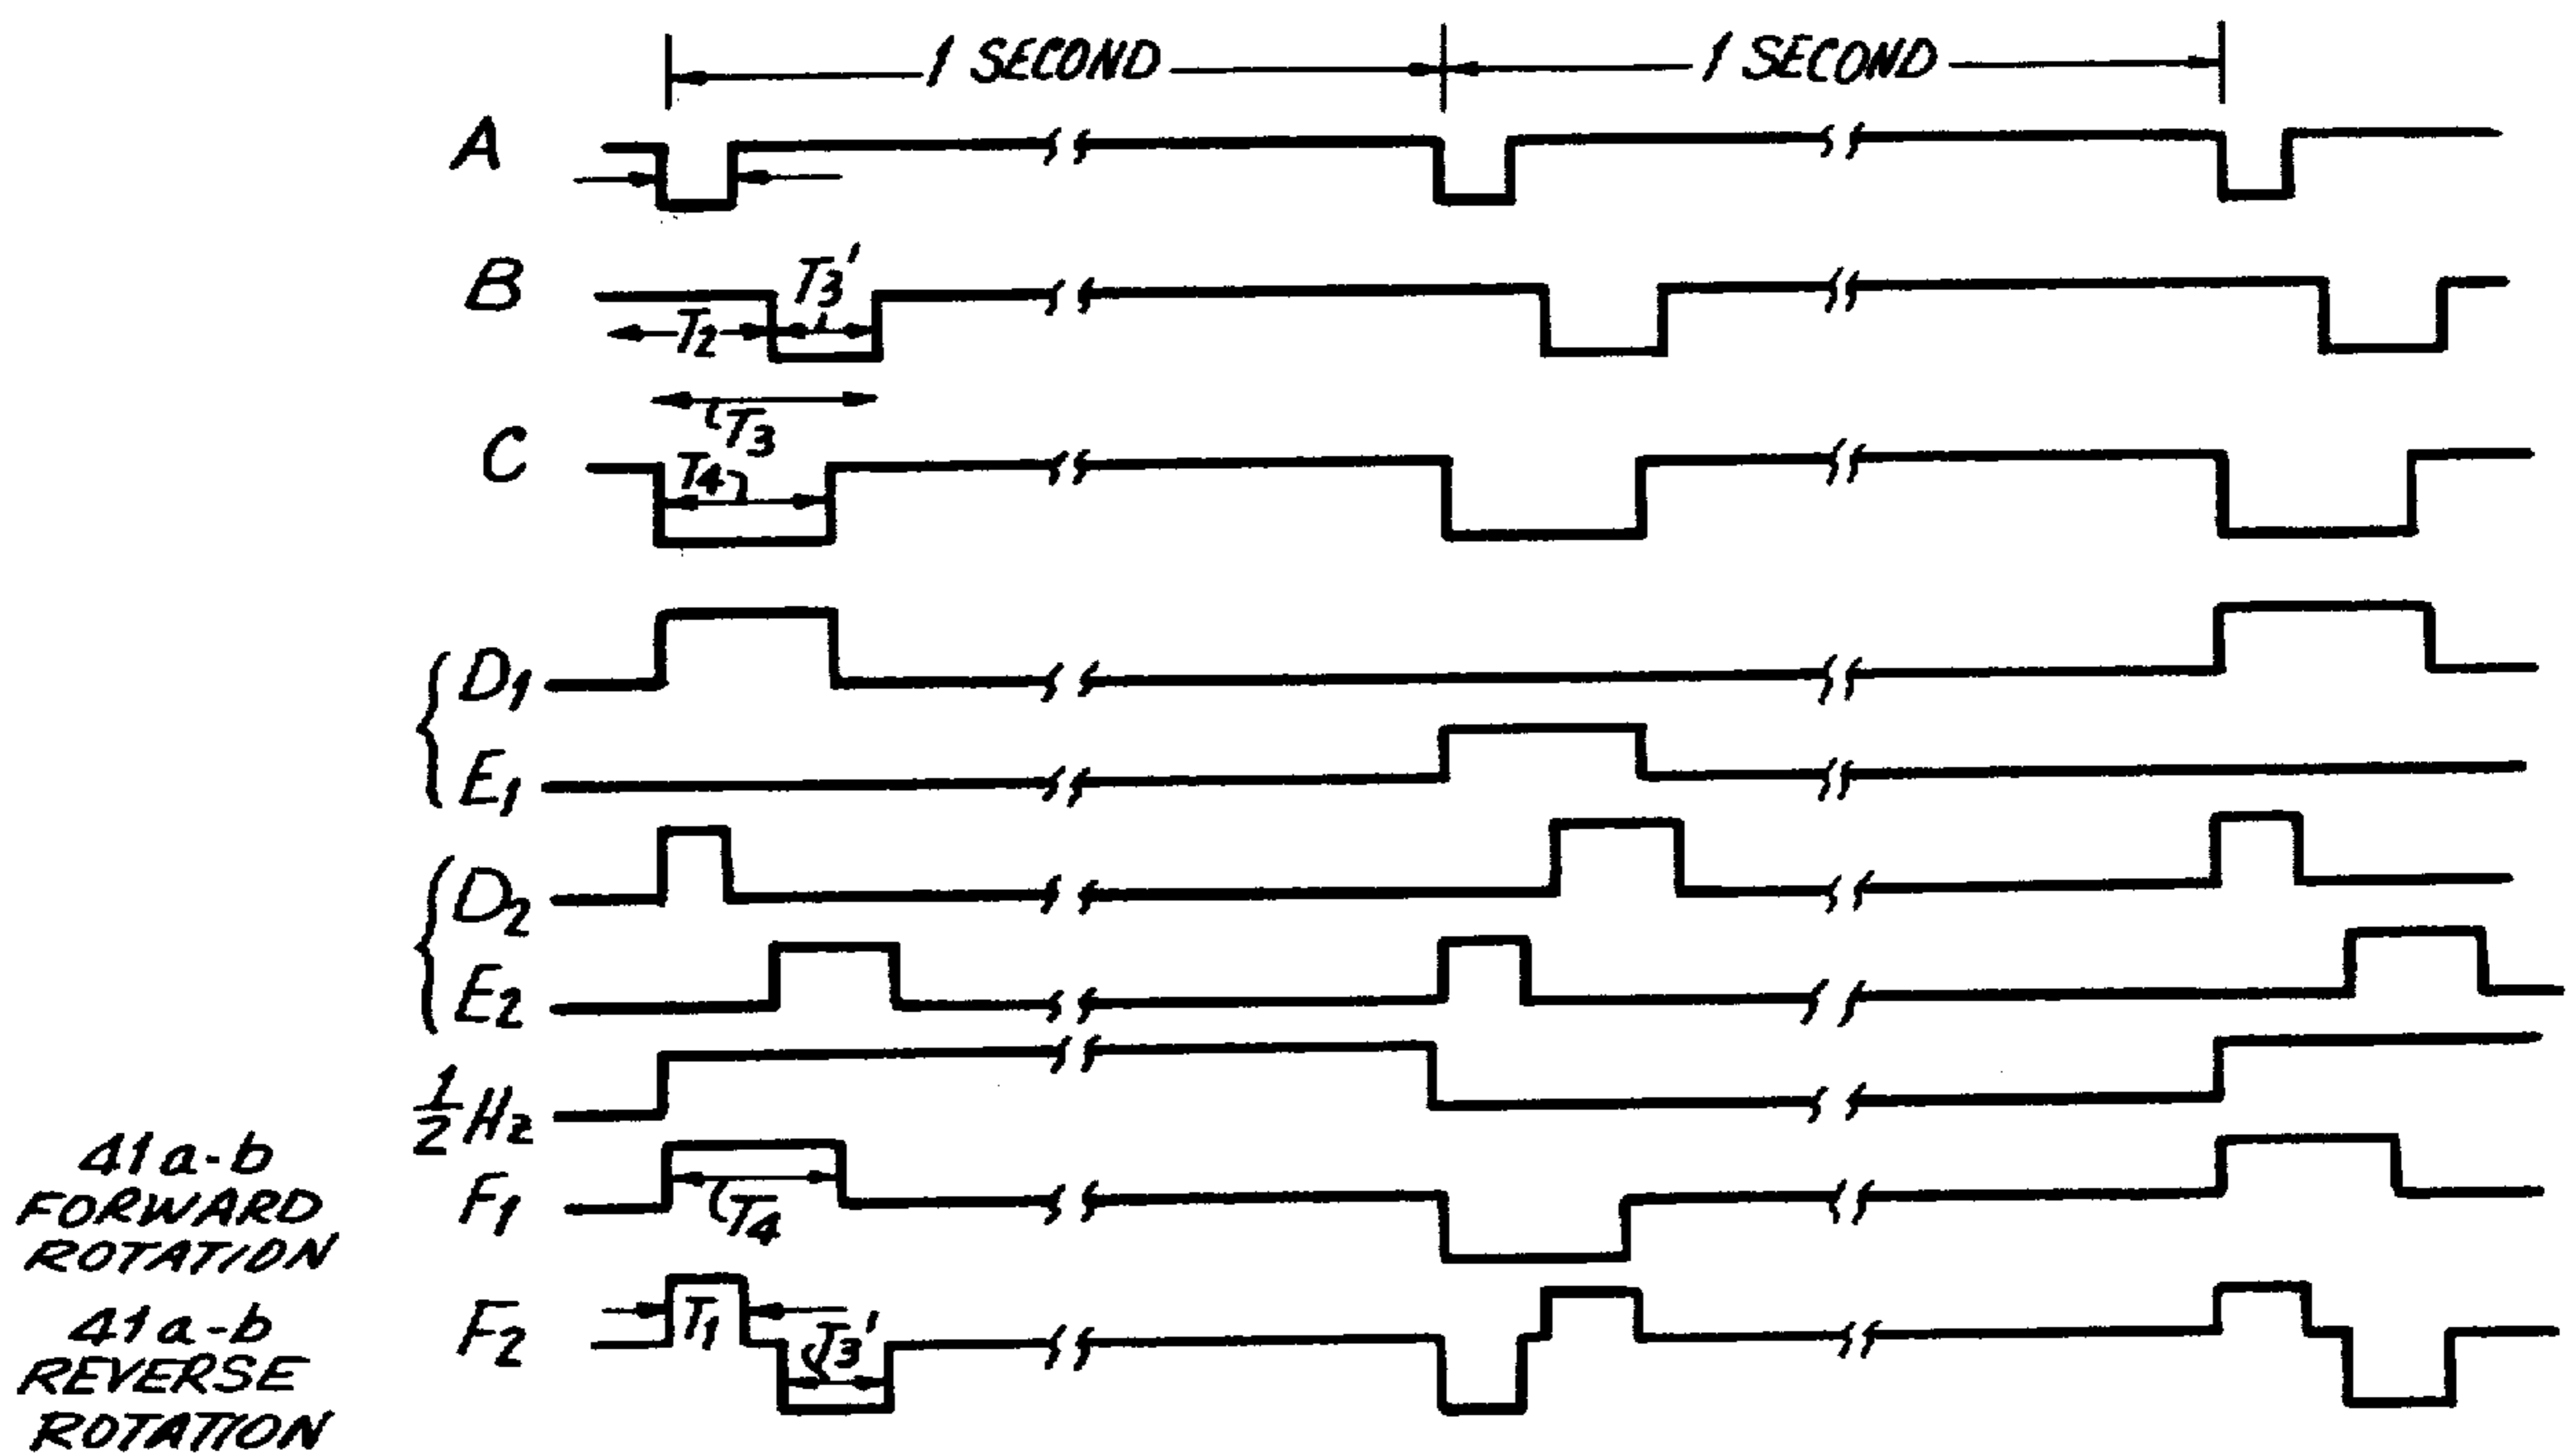 1 SECOND 1 SECOND
A
B T3'
T2
T3
C T4
D1
E1
D2
E2
1/2 Hz
41a-b
FORWARD
ROTATION
F1 T4
41a-b
REVERSE
ROTATION
F2 T1 T3'